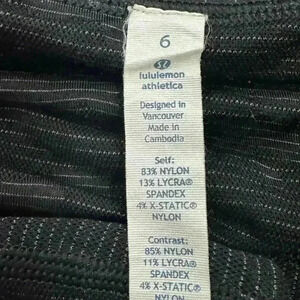 6
lululemon
athletica
Designed in
Vancouver
Made in
Cambodia
Self:
83% NYLON
13% LYCRA®
SPANDEX
4% X-STATIC®
NYLON
Contrast:
85% NYLON
11% LYCRA®
SPANDEX
4% X-STATIC®
NYLON